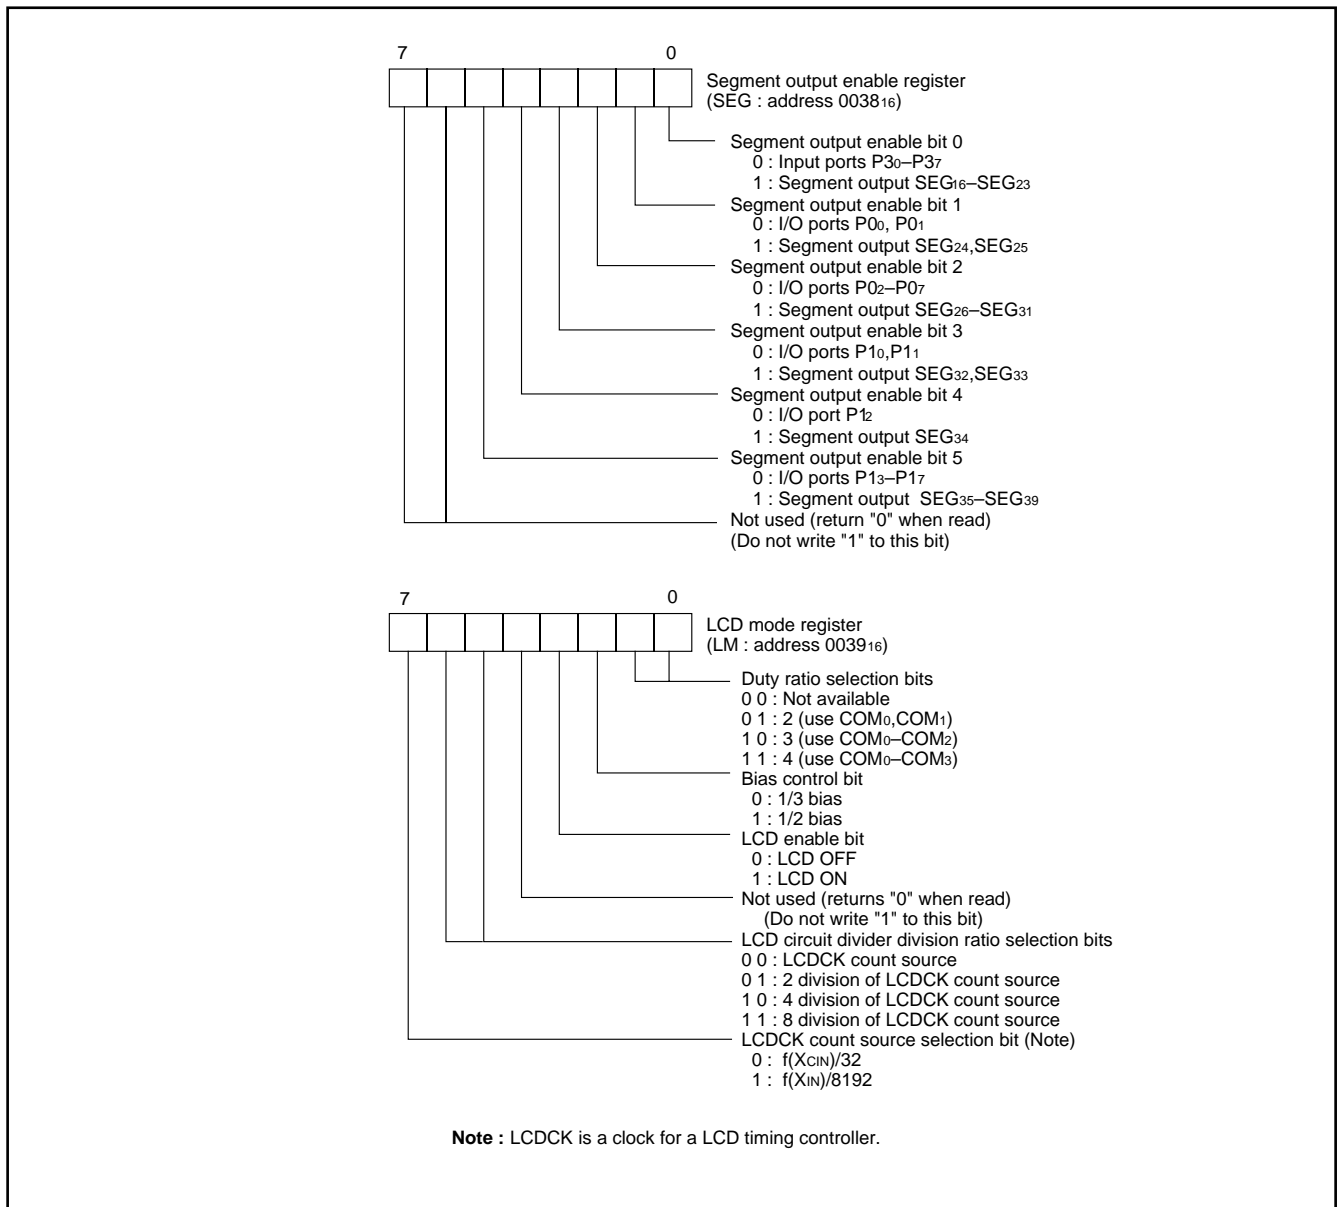 7 0
Segment output enable register
(SEG : address 003816)
Segment output enable bit 0
0 : Input ports P30–P37
1 : Segment output SEG16–SEG23
Segment output enable bit 1
0 : I/O ports P00, P01
1 : Segment output SEG24,SEG25
Segment output enable bit 2
0 : I/O ports P02–P07
1 : Segment output SEG26–SEG31
Segment output enable bit 3
0 : I/O ports P10,P11
1 : Segment output SEG32,SEG33
Segment output enable bit 4
0 : I/O port P12
1 : Segment output SEG34
Segment output enable bit 5
0 : I/O ports P13–P17
1 : Segment output SEG35–SEG39
Not used (return "0" when read)
(Do not write "1" to this bit)
7 0
LCD mode register
(LM : address 003916)
Duty ratio selection bits
0 0 : Not available
0 1 : 2 (use COM0,COM1)
1 0 : 3 (use COM0–COM2)
1 1 : 4 (use COM0–COM3)
Bias control bit
0 : 1/3 bias
1 : 1/2 bias
LCD enable bit
0 : LCD OFF
1 : LCD ON
Not used (returns "0" when read)
(Do not write "1" to this bit)
LCD circuit divider division ratio selection bits
0 0 : LCDCK count source
0 1 : 2 division of LCDCK count source
1 0 : 4 division of LCDCK count source
1 1 : 8 division of LCDCK count source
LCDCK count source selection bit (Note)
0 : f(XCIN)/32
1 : f(XIN)/8192
Note : LCDCK is a clock for a LCD timing controller.